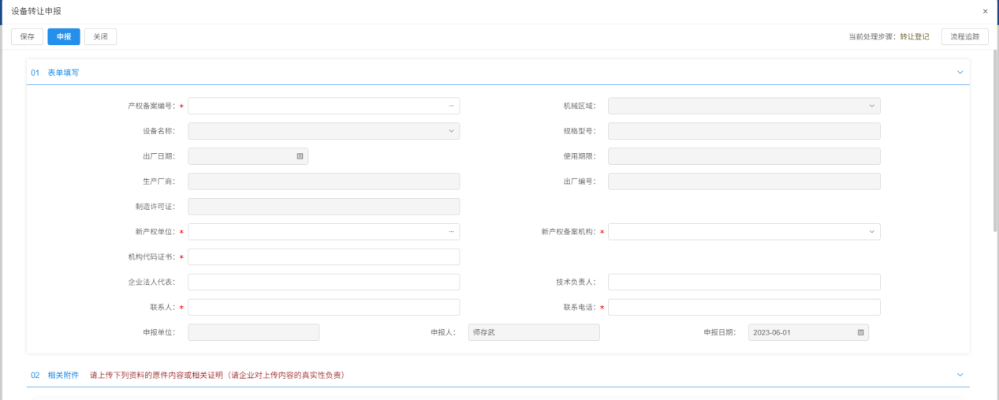 设备转让申报 ×
保存 申报 关闭 当前处理步骤：转让登记 流程追踪
01 表单填写
产权备案编号：* ... 机械区域：
设备名称： 规格型号：
出厂日期： 使用期限：
生产厂商： 出厂编号：
制造许可证：
新产权单位：* ... 新产权备案机构：*
机构代码证书：*
企业法人代表： 技术负责人：
联系人：* 联系电话：*
申报单位： 申报人： 师存武 申报日期： 2023-06-01
02 相关附件 请上传下列资料的原件内容或相关证明（请企业对上传内容的真实性负责）